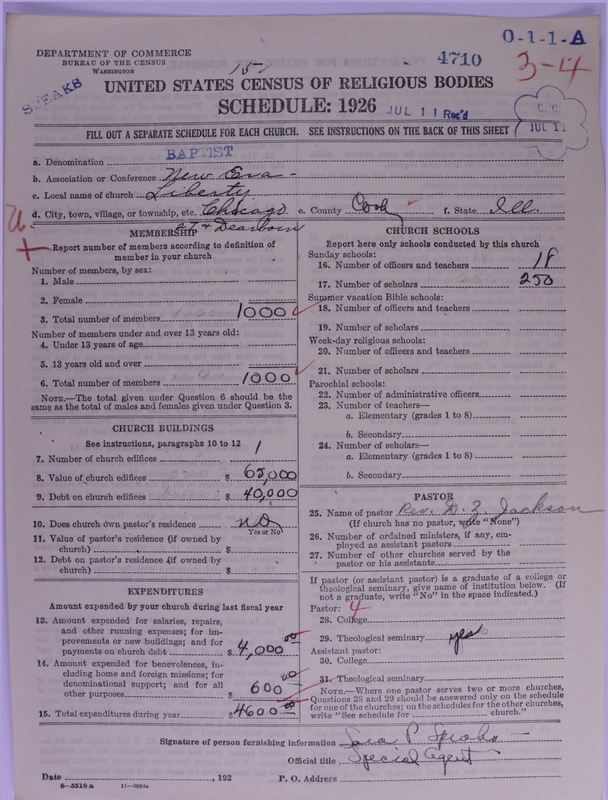 DEPARTMENT OF COMMERCE
BUREAU OF THE CENSUS
WASHINGTON
O-1-1-A
4710
3-4
SPEAKS
UNITED STATES CENSUS OF RELIGIOUS BODIES
SCHEDULE: 1926
JUL 11 Rec'd
C. C.
JUL 11
FILL OUT A SEPARATE SCHEDULE FOR EACH CHURCH. SEE INSTRUCTIONS ON THE BACK OF THIS SHEET
a. Denomination BAPTIST
b. Association or Conference New Era
c. Local name of church Liberty
d. City, town, village, or township, etc. Chicago e. County Cook f. State Ill.
27 & Dearborn
MEMBERSHIP
Report number of members according to definition of
member in your church
Number of members, by sex:
1. Male
2. Female
3. Total number of members 1000
Number of members under and over 13 years old:
4. Under 13 years of age
5. 13 years old and over
6. Total number of members 1000
NOTE.—The total given under Question 6 should be the
same as the total of males and females given under Question 3.
CHURCH BUILDINGS
See instructions, paragraphs 10 to 12
7. Number of church edifices 1
8. Value of church edifices $ 65,000
9. Debt on church edifices $ 40,000
10. Does church own pastor's residence no
Yes or No
11. Value of pastor's residence (if owned by
church) $
12. Debt on pastor's residence (if owned by
church) $
EXPENDITURES
Amount expended by your church during last fiscal year
13. Amount expended for salaries, repairs,
and other running expenses; for im-
provements or new buildings; and for
payments on church debt $ 4,000 00
14. Amount expended for benevolences, in-
cluding home and foreign missions; for
denominational support; and for all
other purposes $ 600 00
15. Total expenditures during year $ 4600
CHURCH SCHOOLS
Report here only schools conducted by this church
Sunday schools:
16. Number of officers and teachers 18
17. Number of scholars 250
Summer vacation Bible schools:
18. Number of officers and teachers
19. Number of scholars
Week-day religious schools:
20. Number of officers and teachers
21. Number of scholars
Parochial schools:
22. Number of administrative officers
23. Number of teachers—
a. Elementary (grades 1 to 8)
b. Secondary
24. Number of scholars—
a. Elementary (grades 1 to 8)
b. Secondary
PASTOR
25. Name of pastor Rev. D. Z. Jackson
(If church has no pastor, write "None")
26. Number of ordained ministers, if any, em-
ployed as assistant pastors
27. Number of other churches served by the
pastor or his assistants
If pastor (or assistant pastor) is a graduate of a college or
theological seminary, give name of institution below. (If
not a graduate, write "No" in the space indicated.)
Pastor: 4
28. College
29. Theological seminary yes
Assistant pastor:
30. College
31. Theological seminary
NOTE.—Where one pastor serves two or more churches,
Questions 28 and 29 should be answered only on the schedule
for one of the churches; on the schedules for the other churches,
write "See schedule for church."
Signature of person furnishing information
Official title Special Agent
Date , 192 P. O. Address
8—5518 a